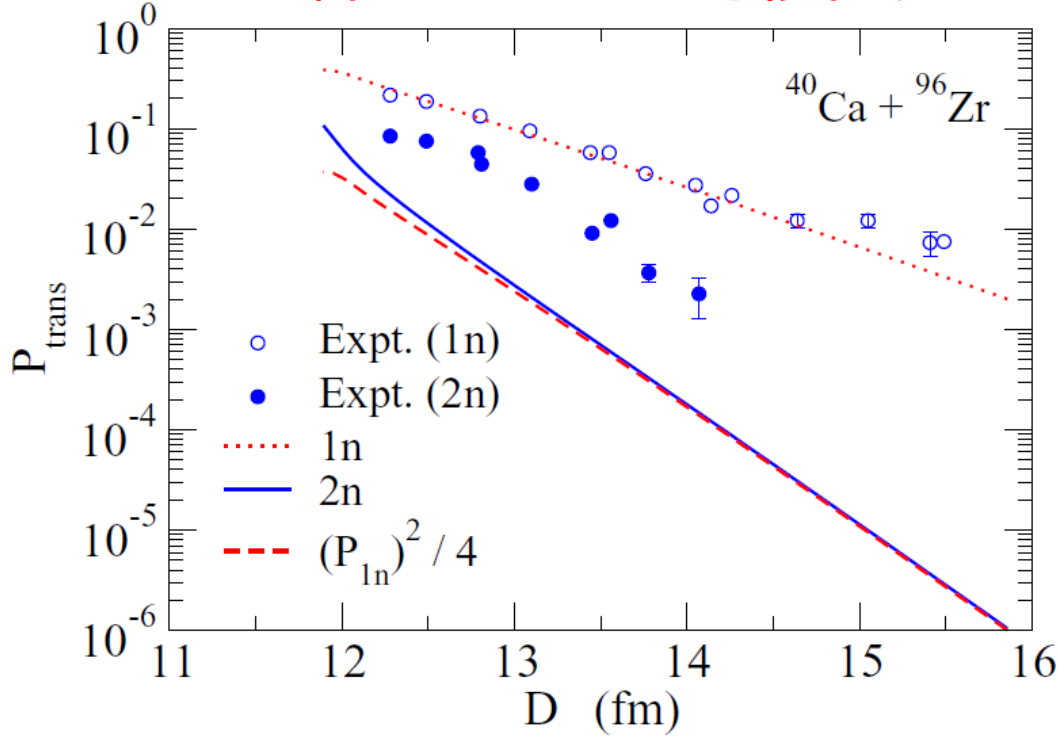 10^0
10^-1
10^-2
10^-3
10^-4
10^-5
10^-6
P_trans
^40Ca + ^96Zr
Expt. (1n)
Expt. (2n)
1n
2n
(P_1n)^2 / 4
11 12 13 14 15 16
D (fm)